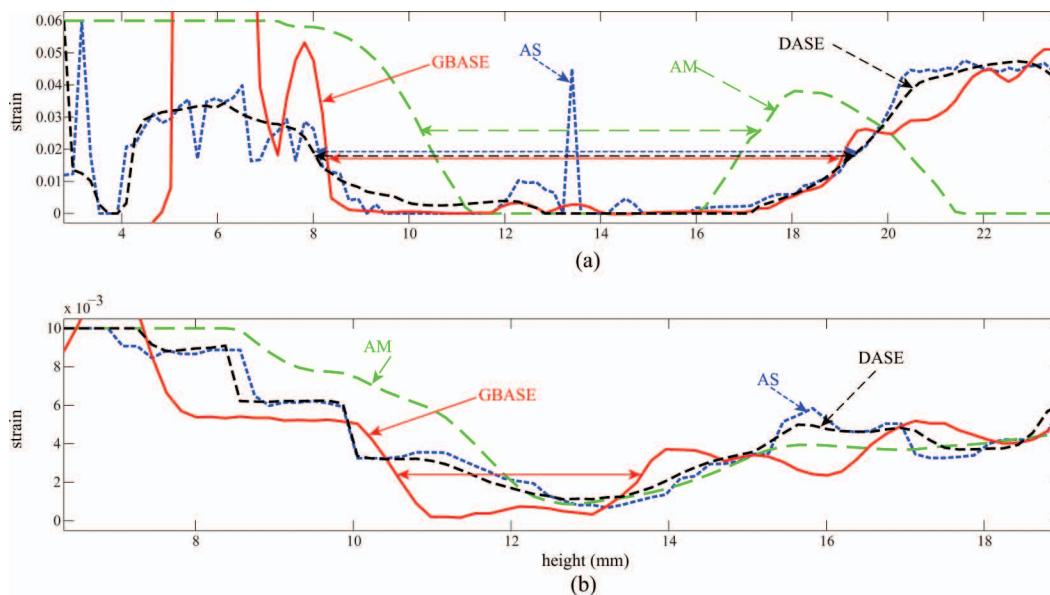 0.06
0.05
0.04
0.03
0.02
0.01
0
strain
GBASE
AS
AM
DASE
4 6 8 10 12 14 16 18 20 22
(a)
x 10⁻³
10
8
6
4
2
0
strain
AM
GBASE
AS
DASE
8 10 12 14 16 18
height (mm)
(b)